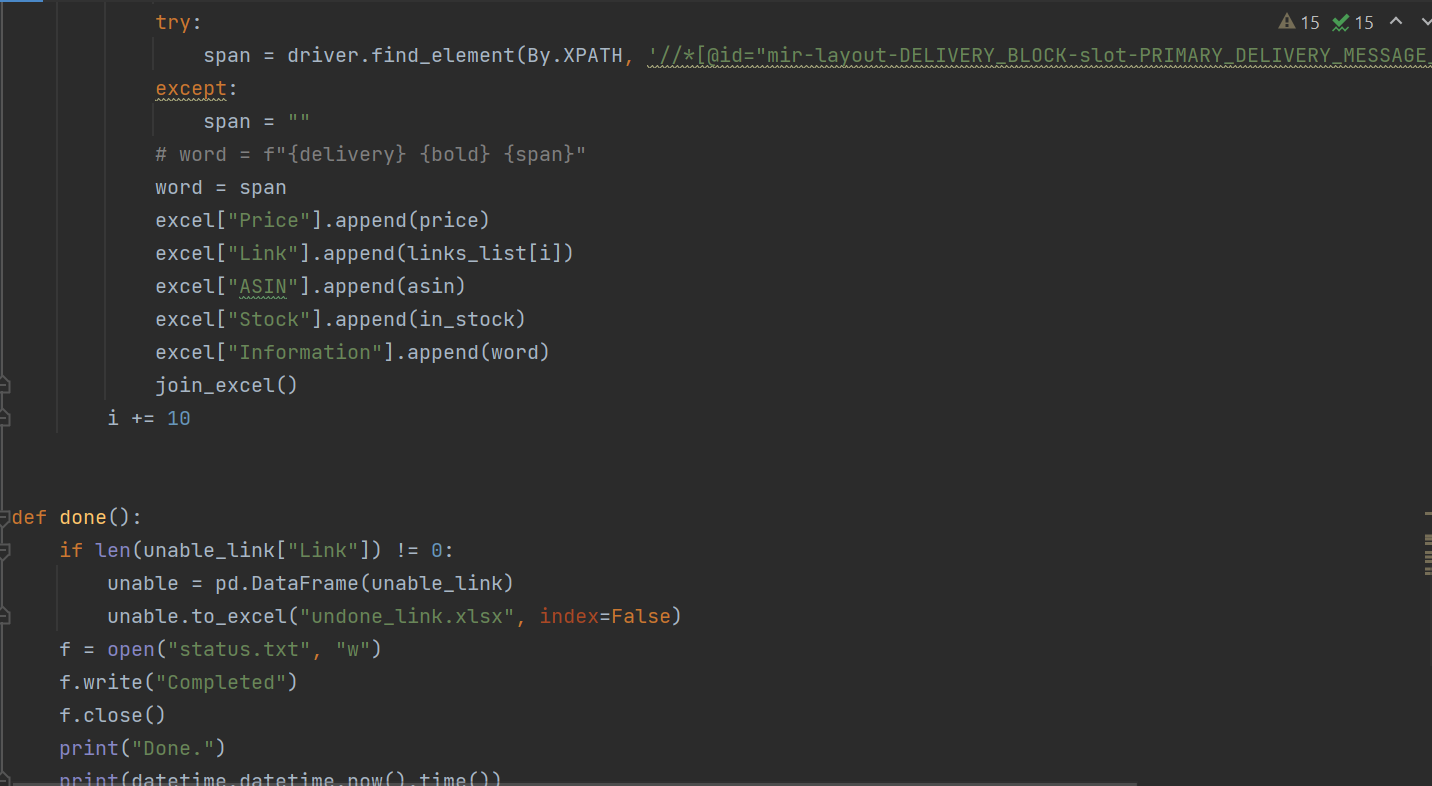 try:
15 15
span = driver.find_element(By.XPATH, '//*[@id="mir-layout-DELIVERY_BLOCK-slot-PRIMARY_DELIVERY_MESSAGE_
except:
span = ""
# word = f"{delivery} {bold} {span}"
word = span
excel["Price"].append(price)
excel["Link"].append(links_list[i])
excel["ASIN"].append(asin)
excel["Stock"].append(in_stock)
excel["Information"].append(word)
join_excel()
i += 10
def done():
if len(unable_link["Link"]) != 0:
unable = pd.DataFrame(unable_link)
unable.to_excel("undone_link.xlsx", index=False)
f = open("status.txt", "w")
f.write("Completed")
f.close()
print("Done.")
print(datetime.datetime.now().time())